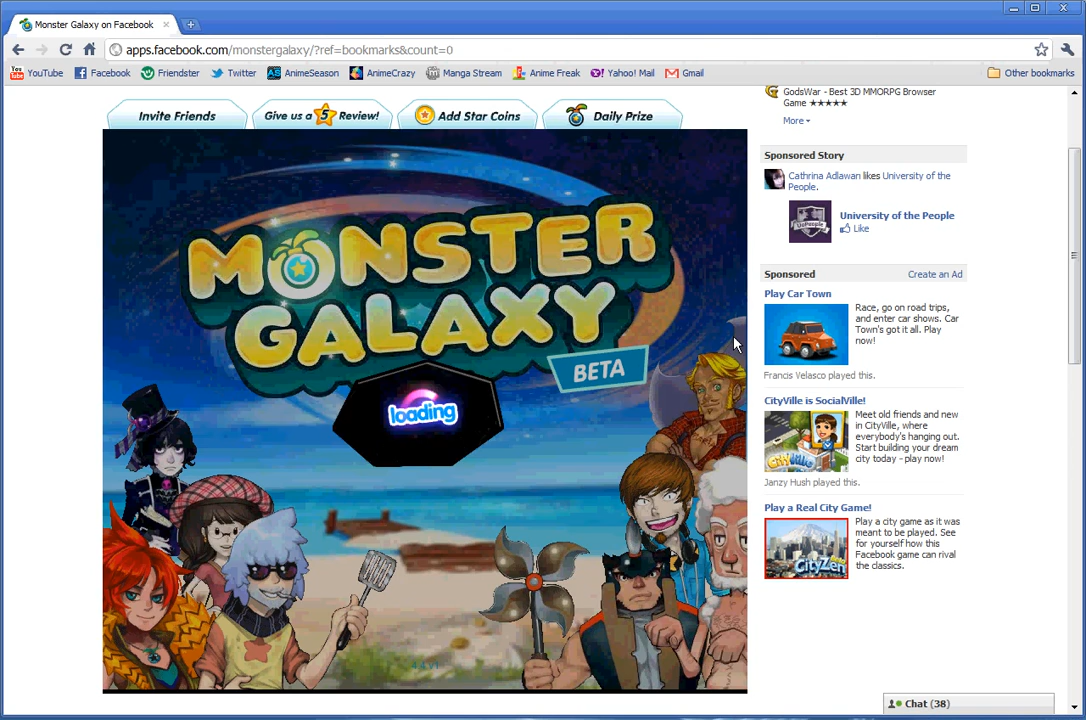 Monster Galaxy on Facebook
apps.facebook.com/monstergalaxy/?ref=bookmarks&count=0
You Tube YouTube Facebook Friendster Twitter AS AnimeSeason AnimeCrazy Manga Stream Anime Freak Yahoo! Mail Gmail Other bookmarks
GodsWar - Best 3D MMORPG Browser
Game ★★★★★
More
Invite Friends Give us a 5 Review! Add Star Coins Daily Prize
MONSTER
GALAXY
BETA
loading
Sponsored Story
Cathrina Adlawan likes University of the
People.
UoPeople
University of the People
Like
Sponsored Create an Ad
Play Car Town
Race, go on road trips,
and enter car shows. Car
Town's got it all. Play
now!
Francis Velasco played this.
CityVille is SocialVille!
CityVille
Meet old friends and new
in CityVille, where
everybody's hanging out.
Start building your dream
city today - play now!
Janzy Hush played this.
Play a Real City Game!
CityZen
Play a city game as it was
meant to be played. See
for yourself how this
Facebook game can rival
the classics.
Chat (38)